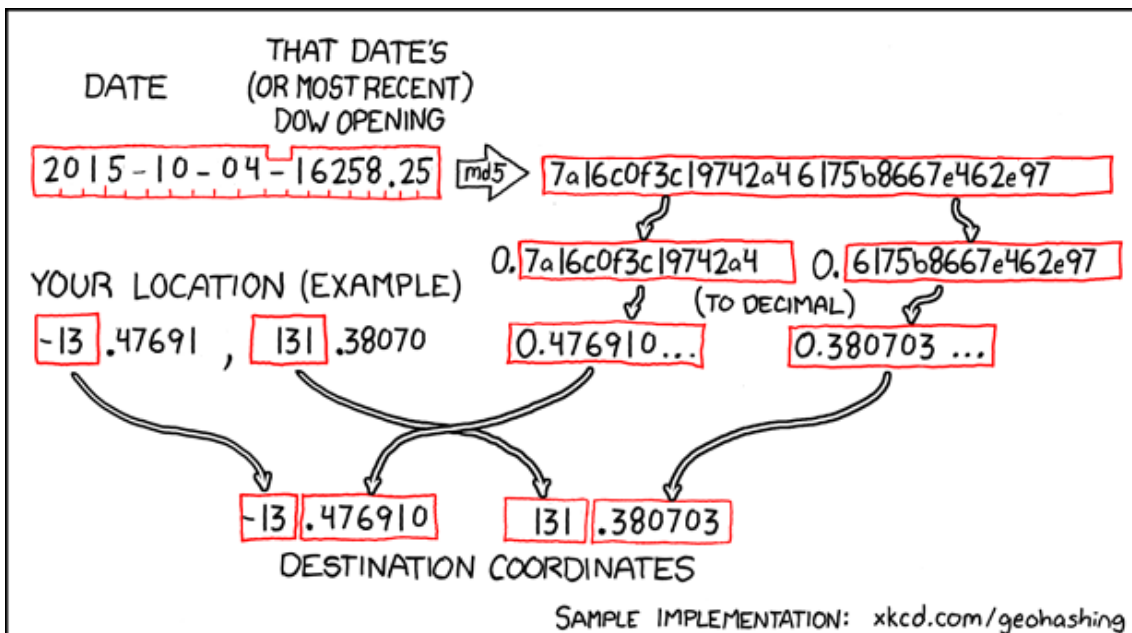 THAT DATE'S
DATE (OR MOST RECENT)
DOW OPENING
2015-10-04-16258.25 md5 7a16c0f3c19742a46175b8667e462e97
0.7a16c0f3c19742a4 0.6175b8667e462e97
YOUR LOCATION (EXAMPLE) (TO DECIMAL)
-13.47691, 131.38070 0.476910... 0.380703...
-13.476910 131.380703
DESTINATION COORDINATES
SAMPLE IMPLEMENTATION: xkcd.com/geohashing